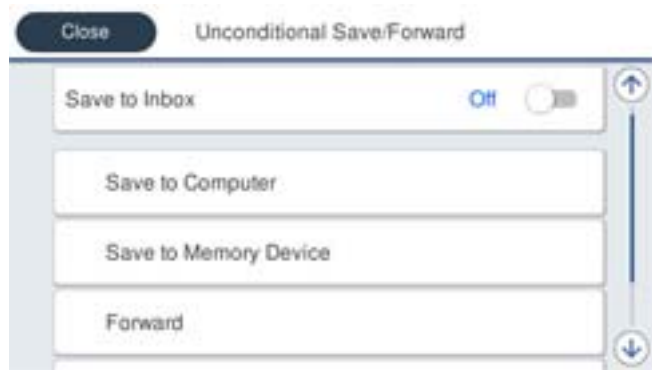 Close
Unconditional Save/Forward
Save to Inbox
Off
Save to Computer
Save to Memory Device
Forward